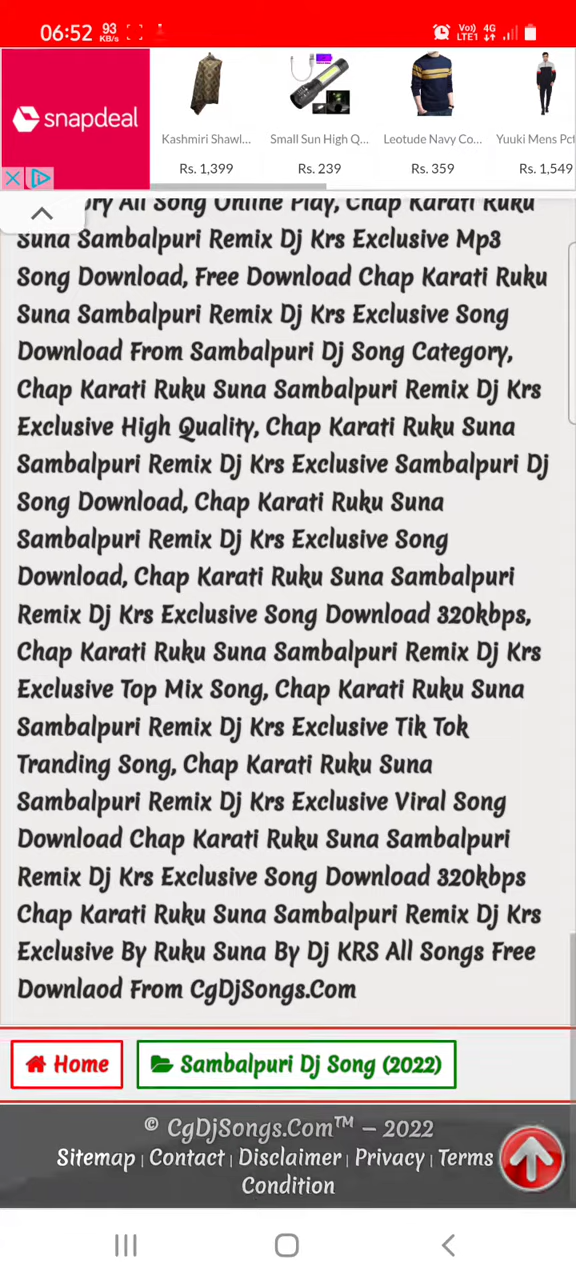 06:52 93 KB/s Vo)) LTE1 4G
snapdeal
Kashmiri Shawl... Small Sun High Q... Leotude Navy Co... Yuuki Mens Pc
Rs. 1,399 Rs. 239 Rs. 359 Rs. 1,549
All Song Online Play, Chap Karati Ruku
Suna Sambalpuri Remix Dj Krs Exclusive Mp3
Song Download, Free Download Chap Karati Ruku
Suna Sambalpuri Remix Dj Krs Exclusive Song
Download From Sambalpuri Dj Song Category,
Chap Karati Ruku Suna Sambalpuri Remix Dj Krs
Exclusive High Quality, Chap Karati Ruku Suna
Sambalpuri Remix Dj Krs Exclusive Sambalpuri Dj
Song Download, Chap Karati Ruku Suna
Sambalpuri Remix Dj Krs Exclusive Song
Download, Chap Karati Ruku Suna Sambalpuri
Remix Dj Krs Exclusive Song Download 320kbps,
Chap Karati Ruku Suna Sambalpuri Remix Dj Krs
Exclusive Top Mix Song, Chap Karati Ruku Suna
Sambalpuri Remix Dj Krs Exclusive Tik Tok
Tranding Song, Chap Karati Ruku Suna
Sambalpuri Remix Dj Krs Exclusive Viral Song
Download Chap Karati Ruku Suna Sambalpuri
Remix Dj Krs Exclusive Song Download 320kbps
Chap Karati Ruku Suna Sambalpuri Remix Dj Krs
Exclusive By Ruku Suna By Dj KRS All Songs Free
Downlaod From CgDjSongs.Com
Home Sambalpuri Dj Song (2022)
© CgDjSongs.Com™ – 2022
Sitemap | Contact | Disclaimer | Privacy | Terms
Condition